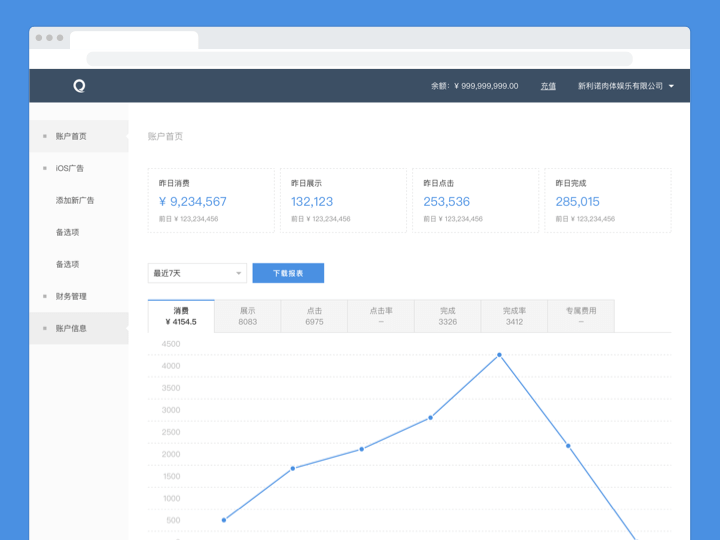 余额：¥ 999,999,999.00
充值
新利诺肉体娱乐有限公司
账户首页
iOS广告
添加新广告
备选项
备选项
财务管理
账户信息
账户首页
昨日消费
¥ 9,234,567
前日 ¥ 123,234,456
昨日展示
132,123
前日 ¥ 123,234,456
昨日点击
253,536
前日 ¥ 123,234,456
昨日完成
285,015
前日 ¥ 123,234,456
最近7天
下载报表
消费
¥ 4154.5
展示
8083
点击
6975
点击率
–
完成
3326
完成率
3412
专属费用
–
4500
4000
3500
3000
2500
2000
1500
1000
500